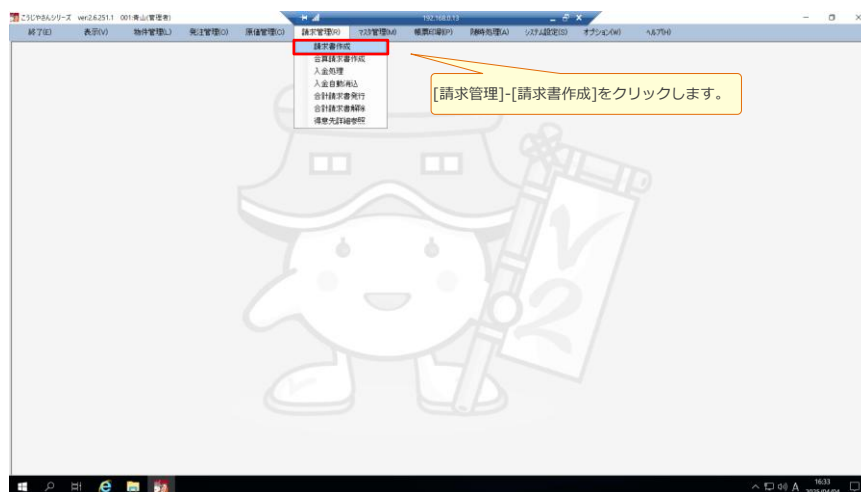 こうじやさんシリーズ ver:2.6.251.1 001:青山(管理者)
192.168.0.13
終了(E) 表示(V) 物件管理(L) 発注管理(O) 原価管理(C) 請求管理(R) マスタ管理(M) 帳票印刷(P) 随時処理(A) システム設定(S) オプション(W) ヘルプ(H)
請求書作成
合算請求書作成
入金処理
入金自動消込
合計請求書発行
合計請求書解除
得意先詳細参照
[請求管理]-[請求書作成]をクリックします。
V2
A 16:33
2025/04/04